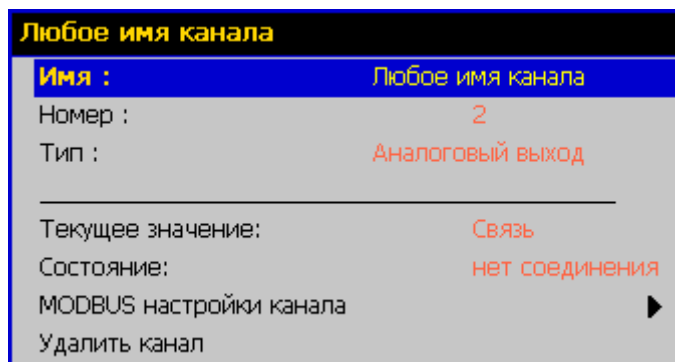 Любое имя канала
Имя : Любое имя канала
Номер : 2
Тип : Аналоговый выход
Текущее значение: Связь
Состояние: нет соединения
MODBUS настройки канала
Удалить канал